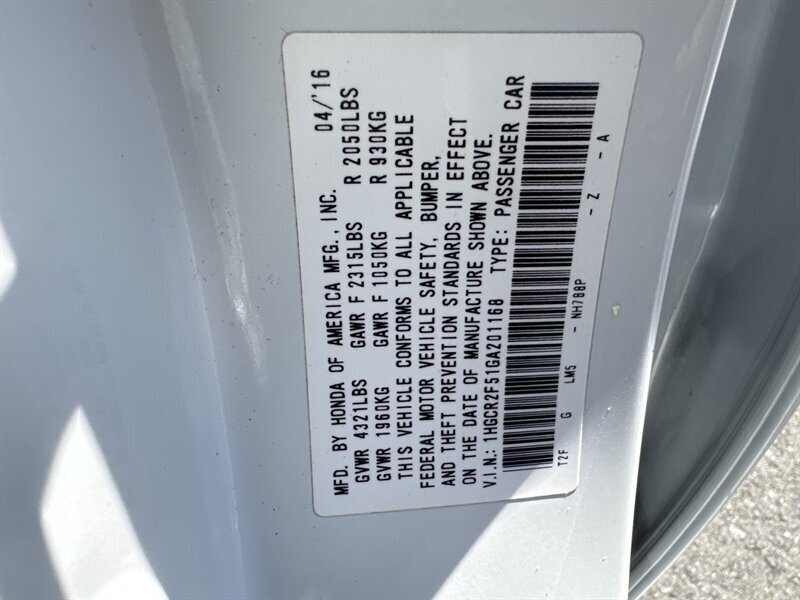 MFD. BY HONDA OF AMERICA MFG., INC. 04/'16
GVWR 4321LBS GAWR F 2315LBS R 2050LBS
GVWR 1960KG GAWR F 1050KG R 930KG
THIS VEHICLE CONFORMS TO ALL APPLICABLE
FEDERAL MOTOR VEHICLE SAFETY, BUMPER,
AND THEFT PREVENTION STANDARDS IN EFFECT
ON THE DATE OF MANUFACTURE SHOWN ABOVE.
V.I.N.: 1HGCR2F51GA201168 TYPE: PASSENGER CAR
T2F G LM5 - NH788P - Z - A